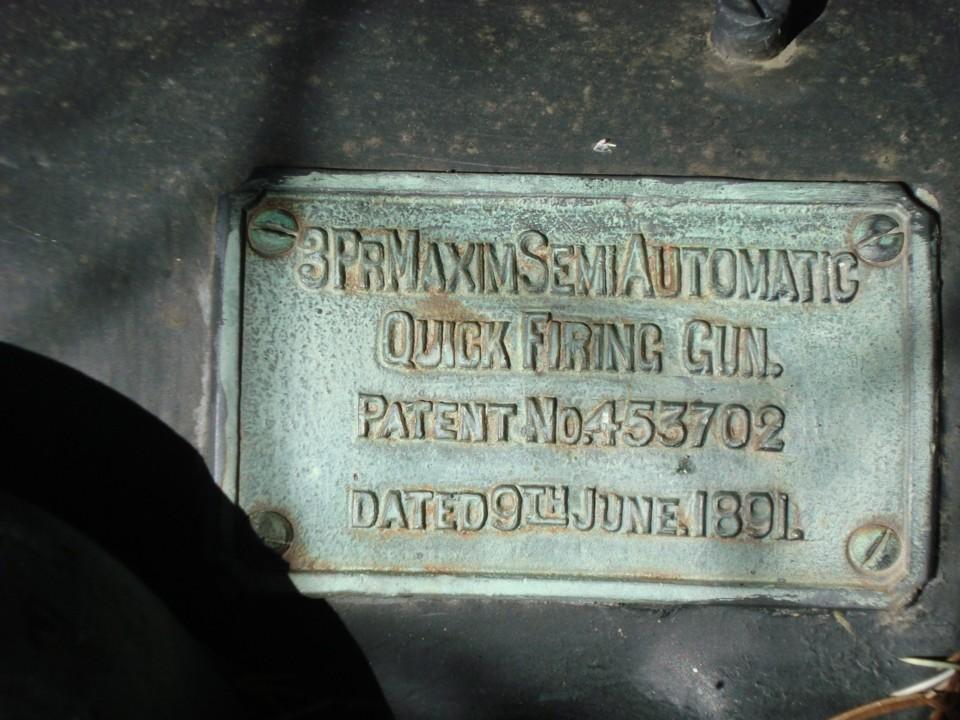 3 Pr Maxim Semi Automatic
Quick Firing Gun.
Patent No. 453702
Dated 9th June. 1891.